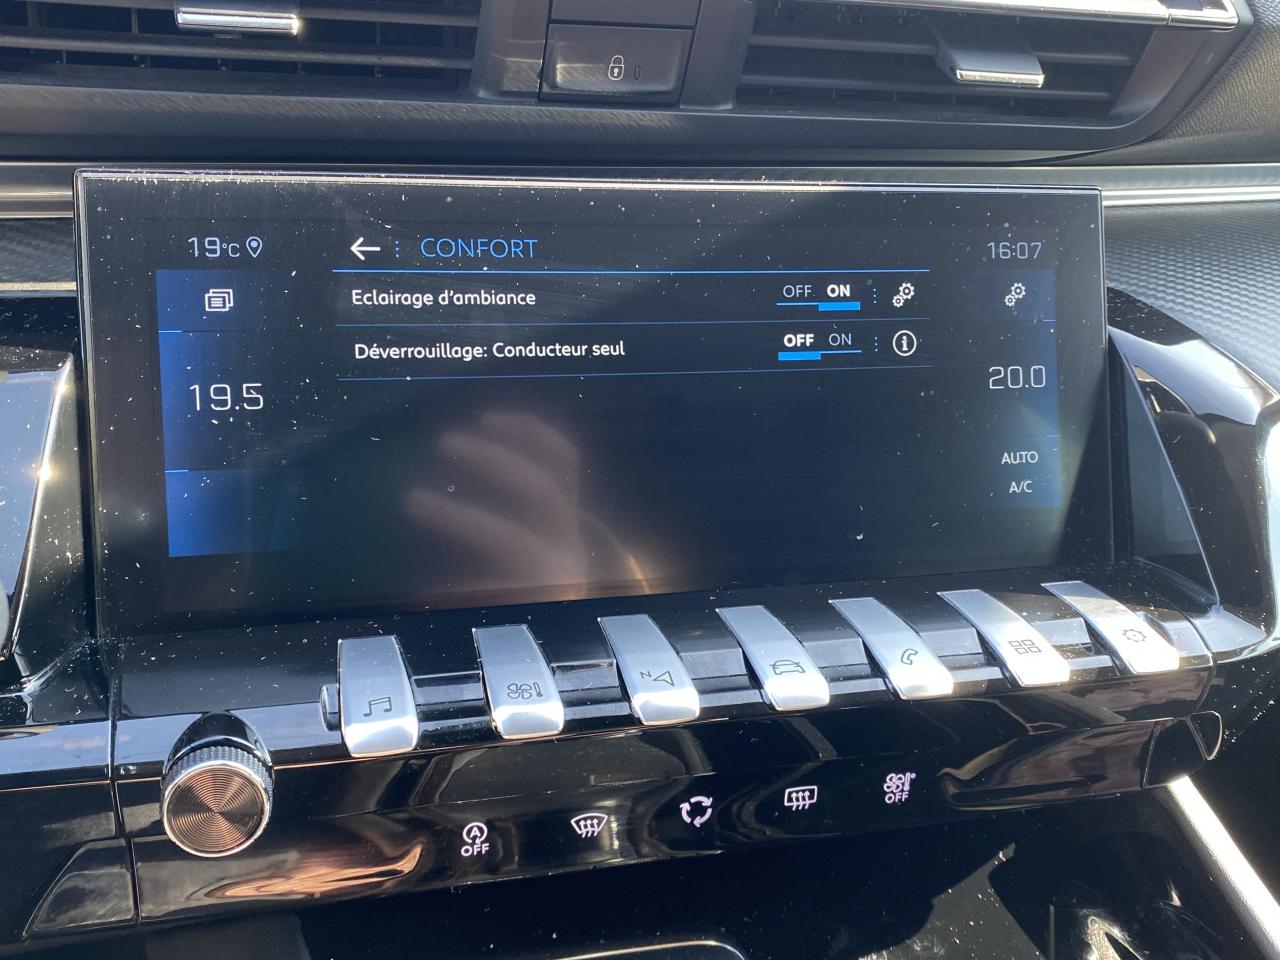 19°C
CONFORT
16:07
Eclairage d'ambiance
OFF ON
Déverrouillage: Conducteur seul
OFF ON
19.5
20.0
AUTO
A/C
N
A
OFF
OFF